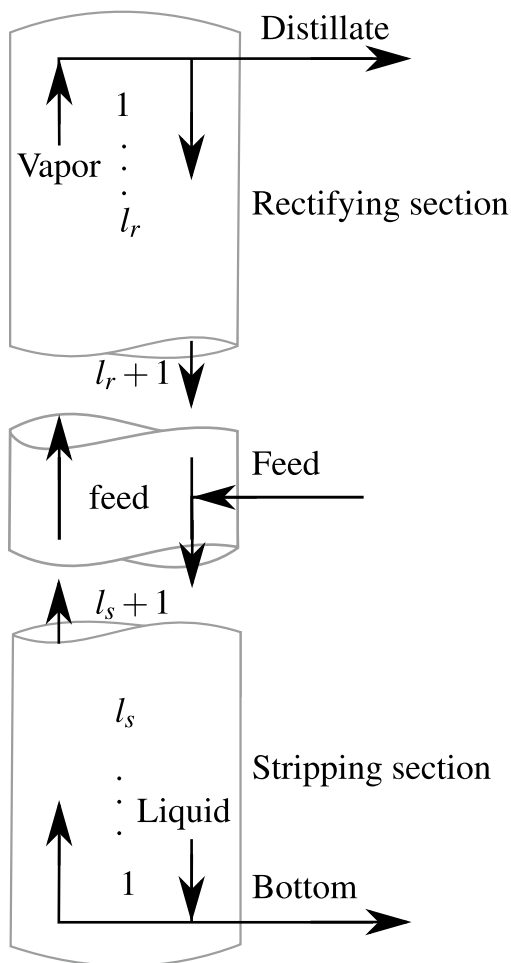 Distillate
1
Vapor
.
.
.
l_r
Rectifying section
l_r + 1
Feed
feed
l_s + 1
l_s
.
.
.
Stripping section
Liquid
1
Bottom